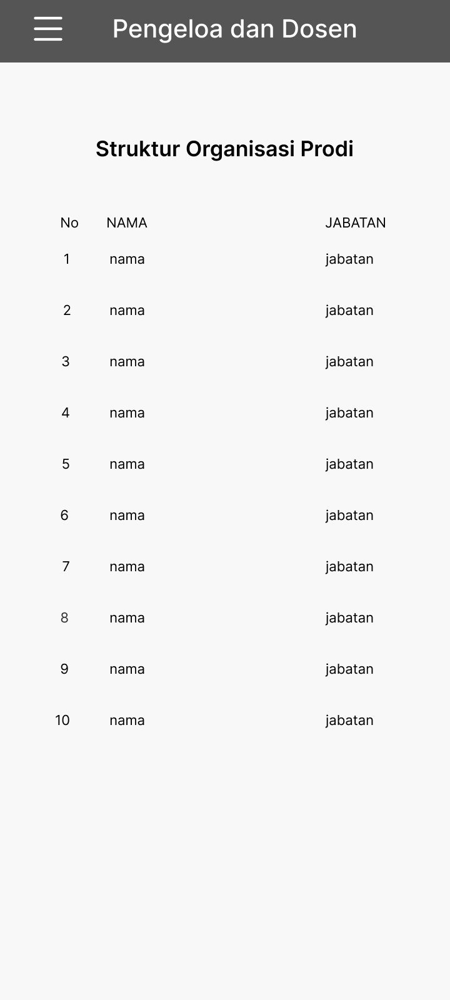 Pengeloa dan Dosen
Struktur Organisasi Prodi
No NAMA JABATAN
1 nama jabatan
2 nama jabatan
3 nama jabatan
4 nama jabatan
5 nama jabatan
6 nama jabatan
7 nama jabatan
8 nama jabatan
9 nama jabatan
10 nama jabatan